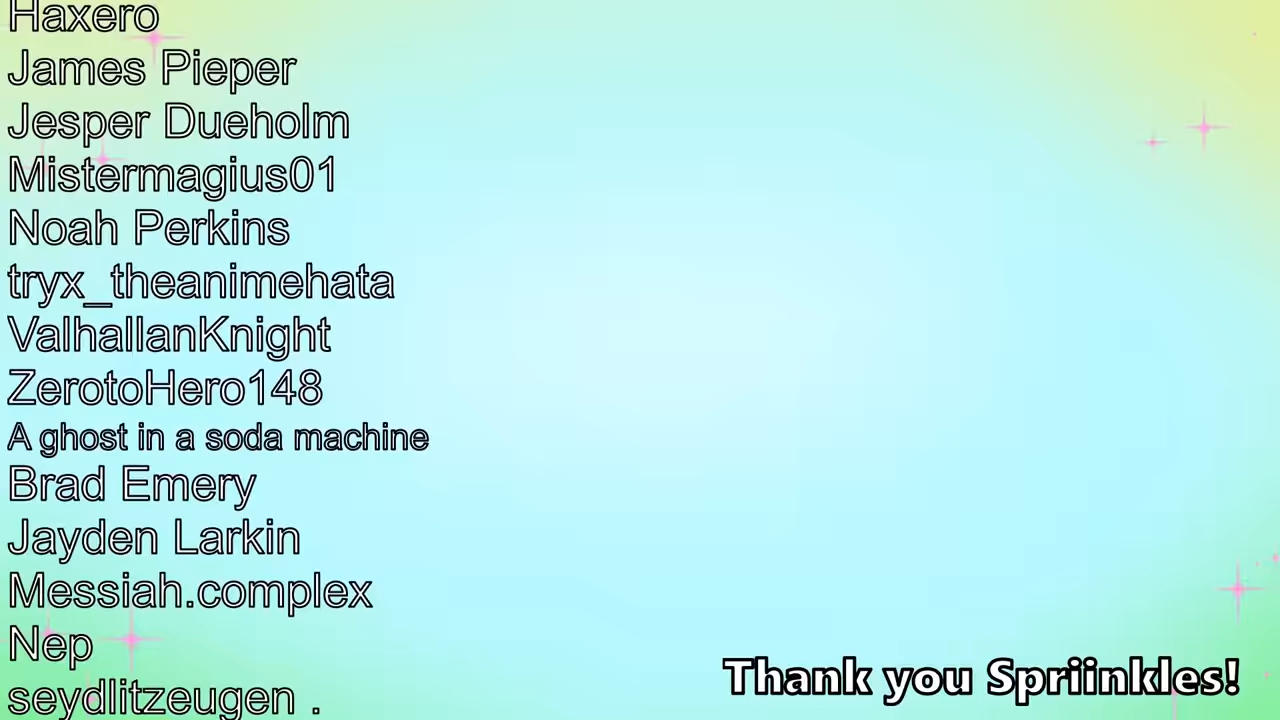 Haxero
James Pieper
Jesper Dueholm
Mistermagius01
Noah Perkins
tryx_theanimehata
ValhallanKnight
ZerotoHero148
A ghost in a soda machine
Brad Emery
Jayden Larkin
Messiah.complex
Nep
seydlitzeugen .
Thank you Spriinkles!